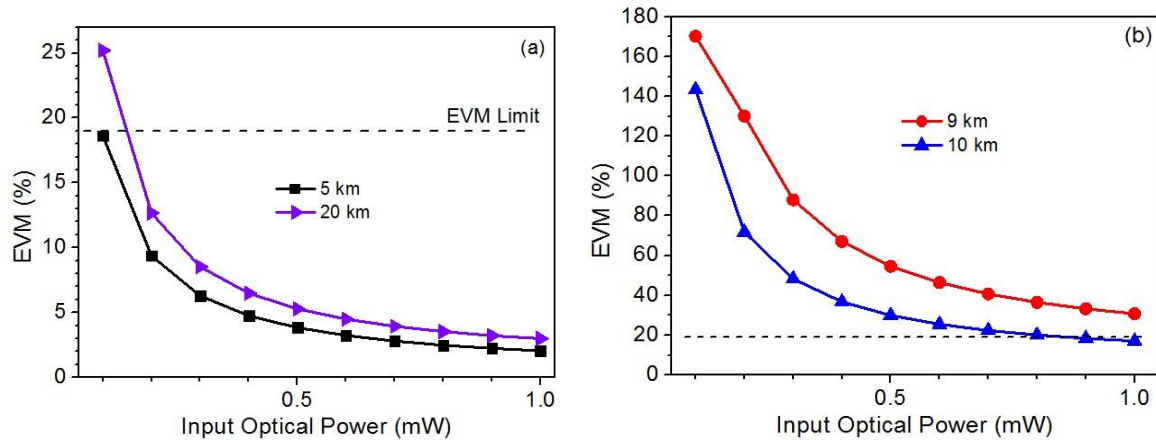 (a)
EVM (%)
25
20
15
10
5
0
EVM Limit
5 km
20 km
0.5
1.0
Input Optical Power (mW)
(b)
EVM (%)
180
160
140
120
100
80
60
40
20
0
9 km
10 km
0.5
1.0
Input Optical Power (mW)